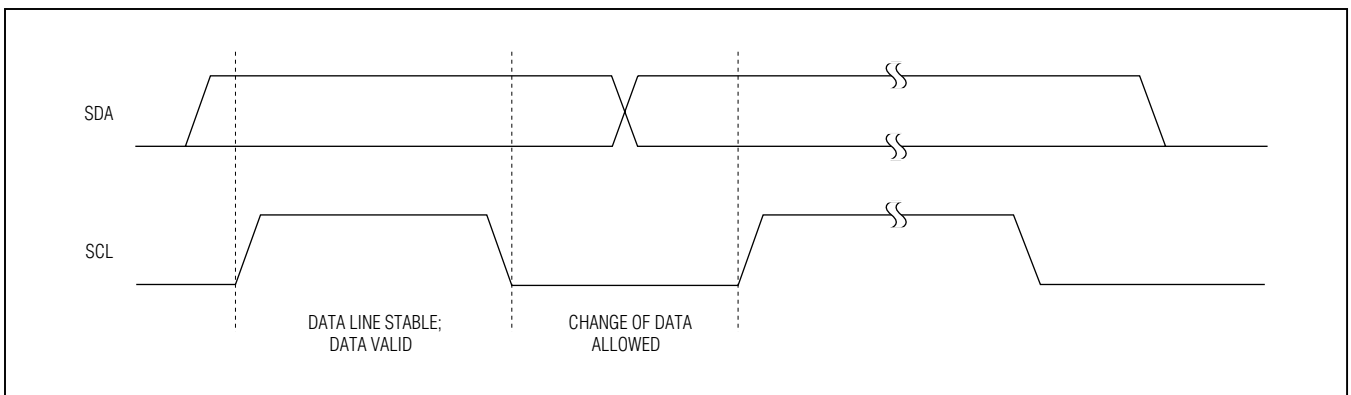 SDA
SCL
DATA LINE STABLE;
DATA VALID
CHANGE OF DATA
ALLOWED